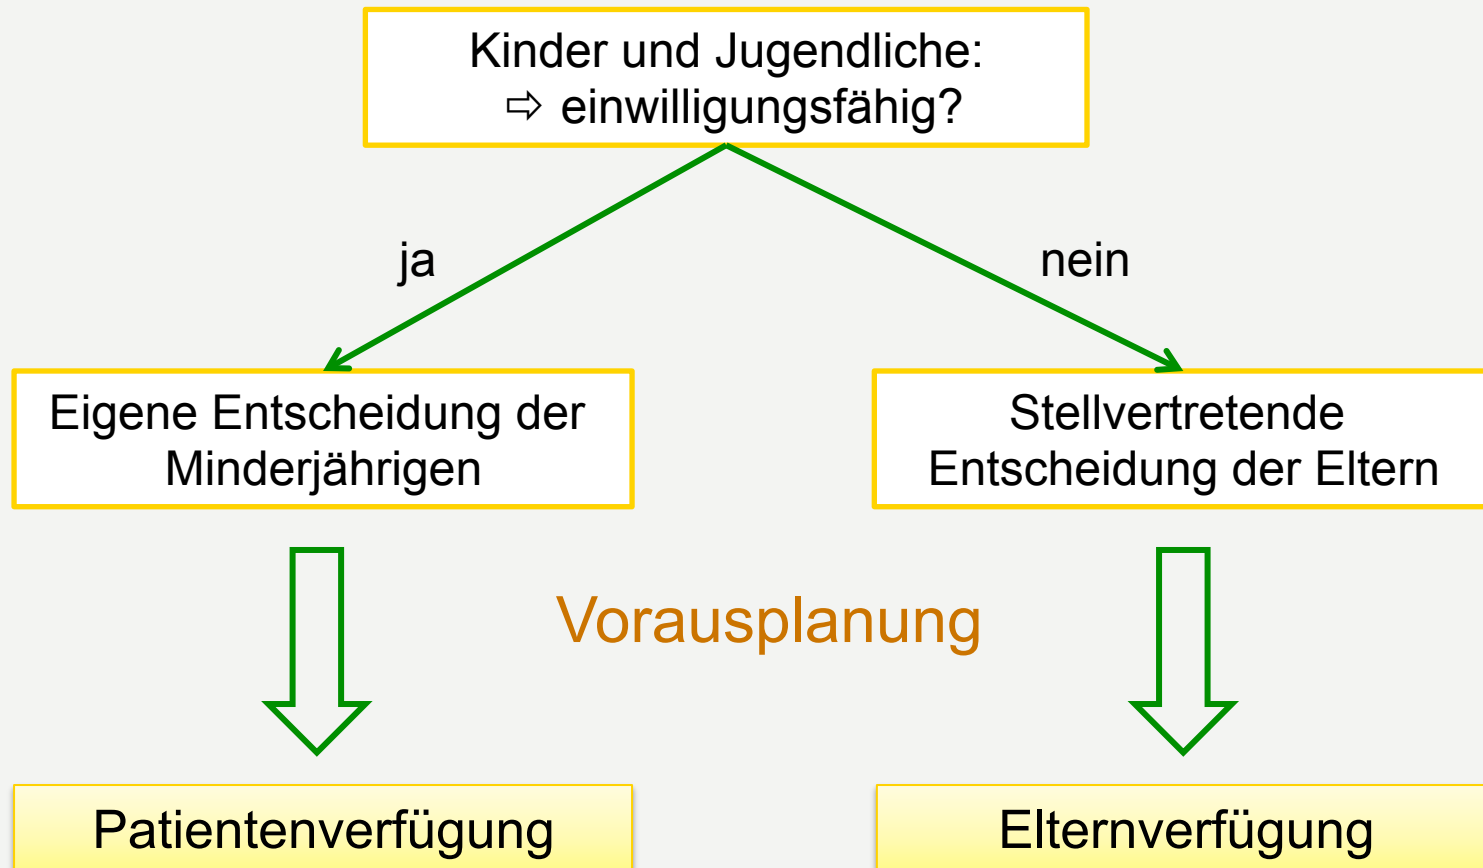 Kinder und Jugendliche:
⇨ einwilligungsfähig?
ja
nein
Eigene Entscheidung der
Minderjährigen
Stellvertretende
Entscheidung der Eltern
Vorausplanung
Patientenverfügung
Elternverfügung